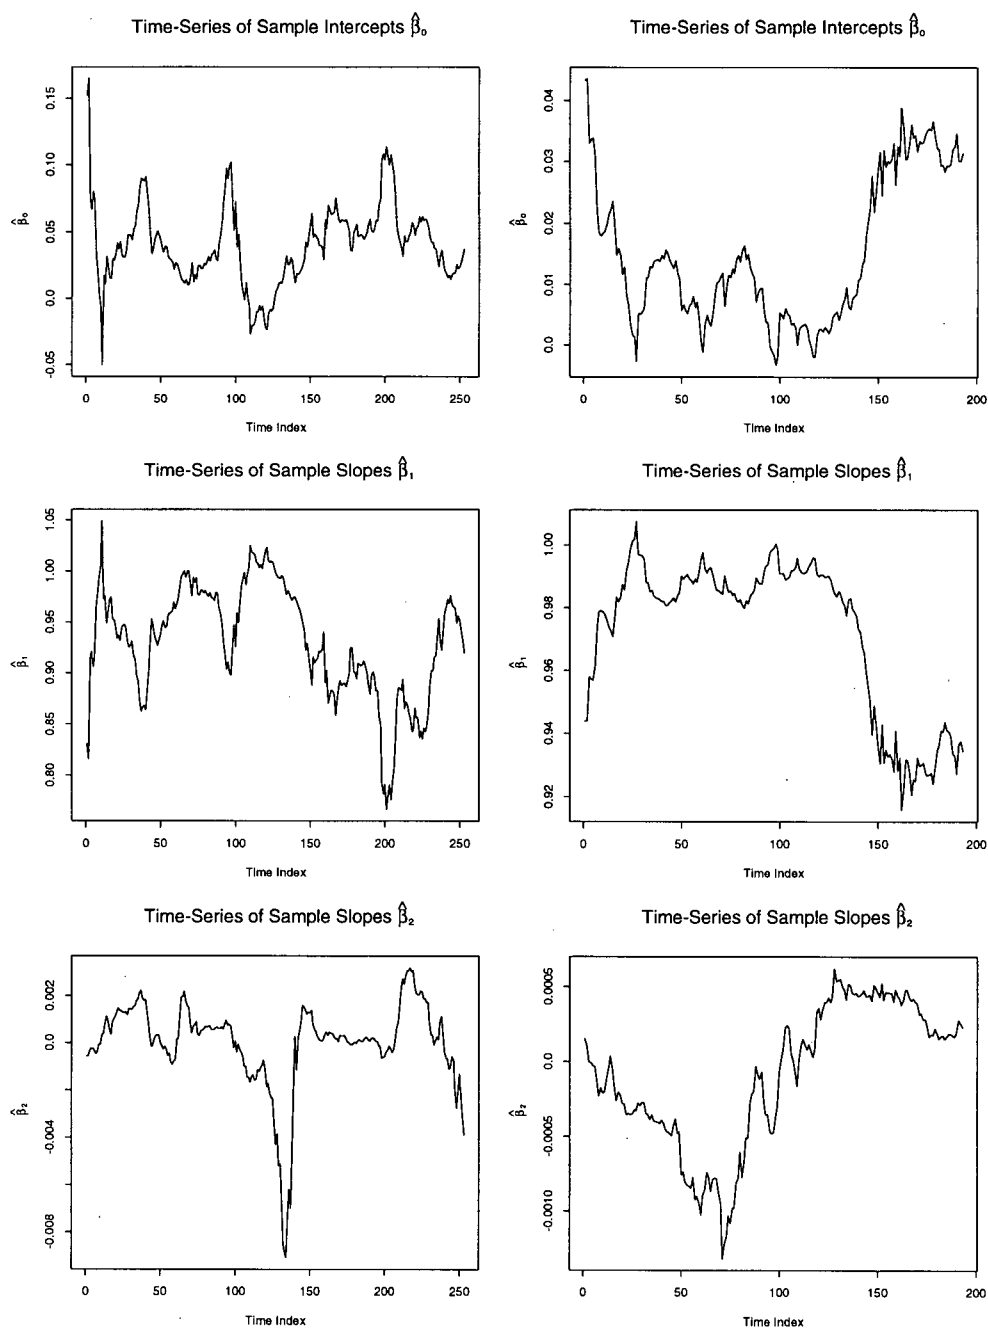 Time-Series of Sample Intercepts β̂₀
0.15
0.10
0.05
0.0
-0.05
β̂₀
0 50 100 150 200 250
Time Index
Time-Series of Sample Intercepts β̂₀
0.04
0.03
0.02
0.01
0.0
β̂₀
0 50 100 150 200
Time Index
Time-Series of Sample Slopes β̂₁
1.05
1.00
0.95
0.90
0.85
0.80
β̂₁
0 50 100 150 200 250
Time Index
Time-Series of Sample Slopes β̂₁
1.00
0.98
0.96
0.94
0.92
β̂₁
0 50 100 150 200
Time Index
Time-Series of Sample Slopes β̂₂
0.002
0.0
-0.004
-0.008
β̂₂
0 50 100 150 200 250
Time Index
Time-Series of Sample Slopes β̂₂
0.0005
0.0
-0.0005
-0.0010
β̂₂
0 50 100 150 200
Time Index